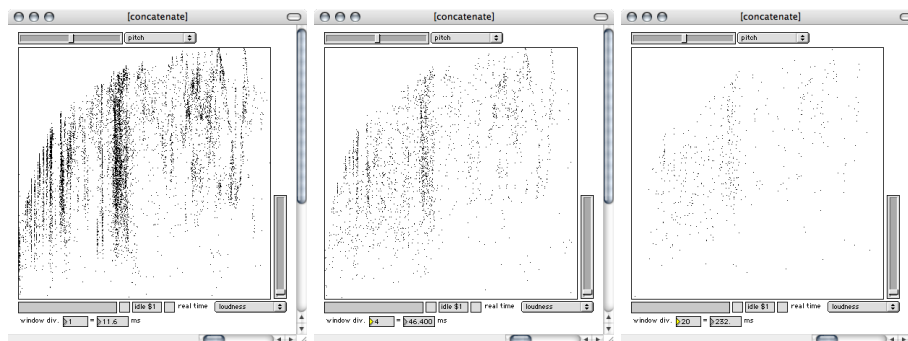 [concatenate]
pitch
idle $1
real time
loudness
window div. 1 = 11.6 ms
[concatenate]
pitch
idle $1
real time
loudness
window div. 4 = 46.400 ms
[concatenate]
pitch
idle $1
real time
loudness
window div. 20 = 232. ms